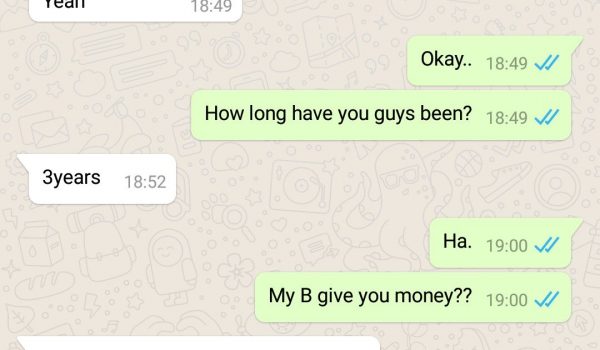 Yeah 18:49
Okay.. 18:49
How long have you guys been? 18:49
3years 18:52
Ha. 19:00
My B give you money?? 19:00